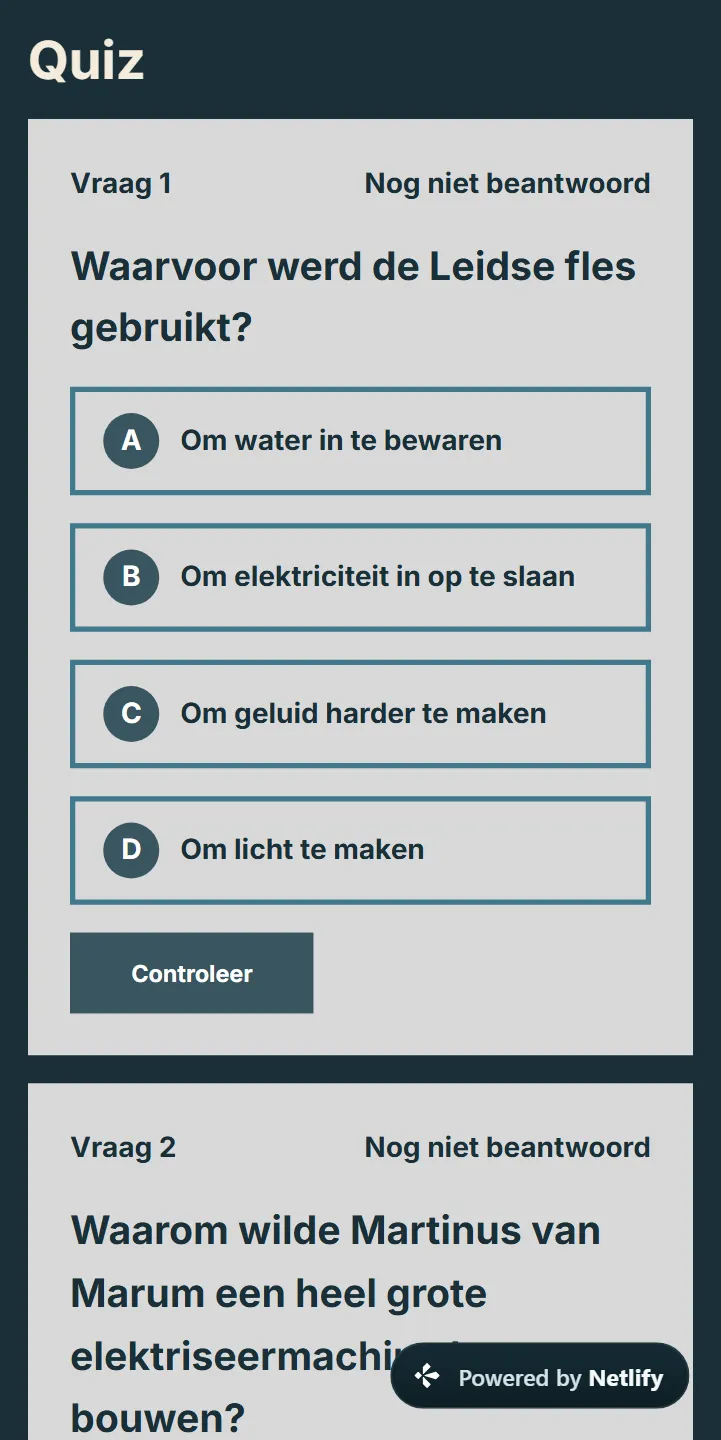 Quiz
Vraag 1 Nog niet beantwoord
Waarvoor werd de Leidse fles
gebruikt?
A Om water in te bewaren
B Om elektriciteit in op te slaan
C Om geluid harder te maken
D Om licht te maken
Controleer
Vraag 2 Nog niet beantwoord
Waarom wilde Martinus van
Marum een heel grote
bouwen?
Powered by Netlify